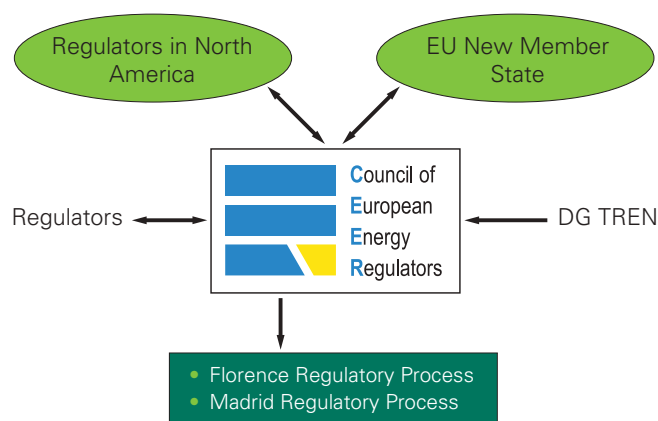 Regulators in North
America
EU New Member
State
Regulators
Council of
European
Energy
Regulators
DG TREN
• Florence Regulatory Process
• Madrid Regulatory Process